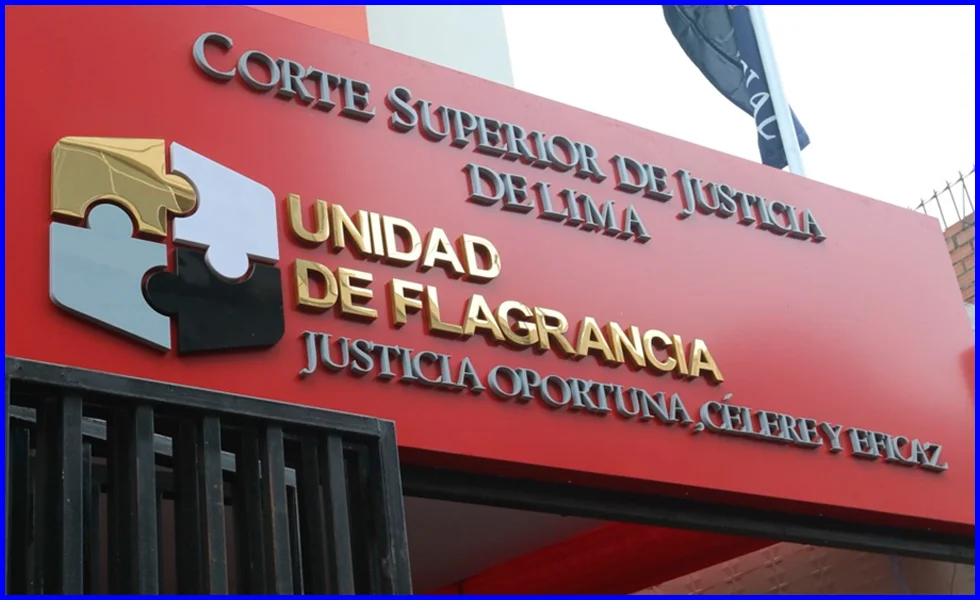 CORTE SUPERIOR DE JUSTICIA
DE LIMA
UNIDAD
DE FLAGRANCIA
JUSTICIA OPORTUNA, CÉLERE Y EFICAZ